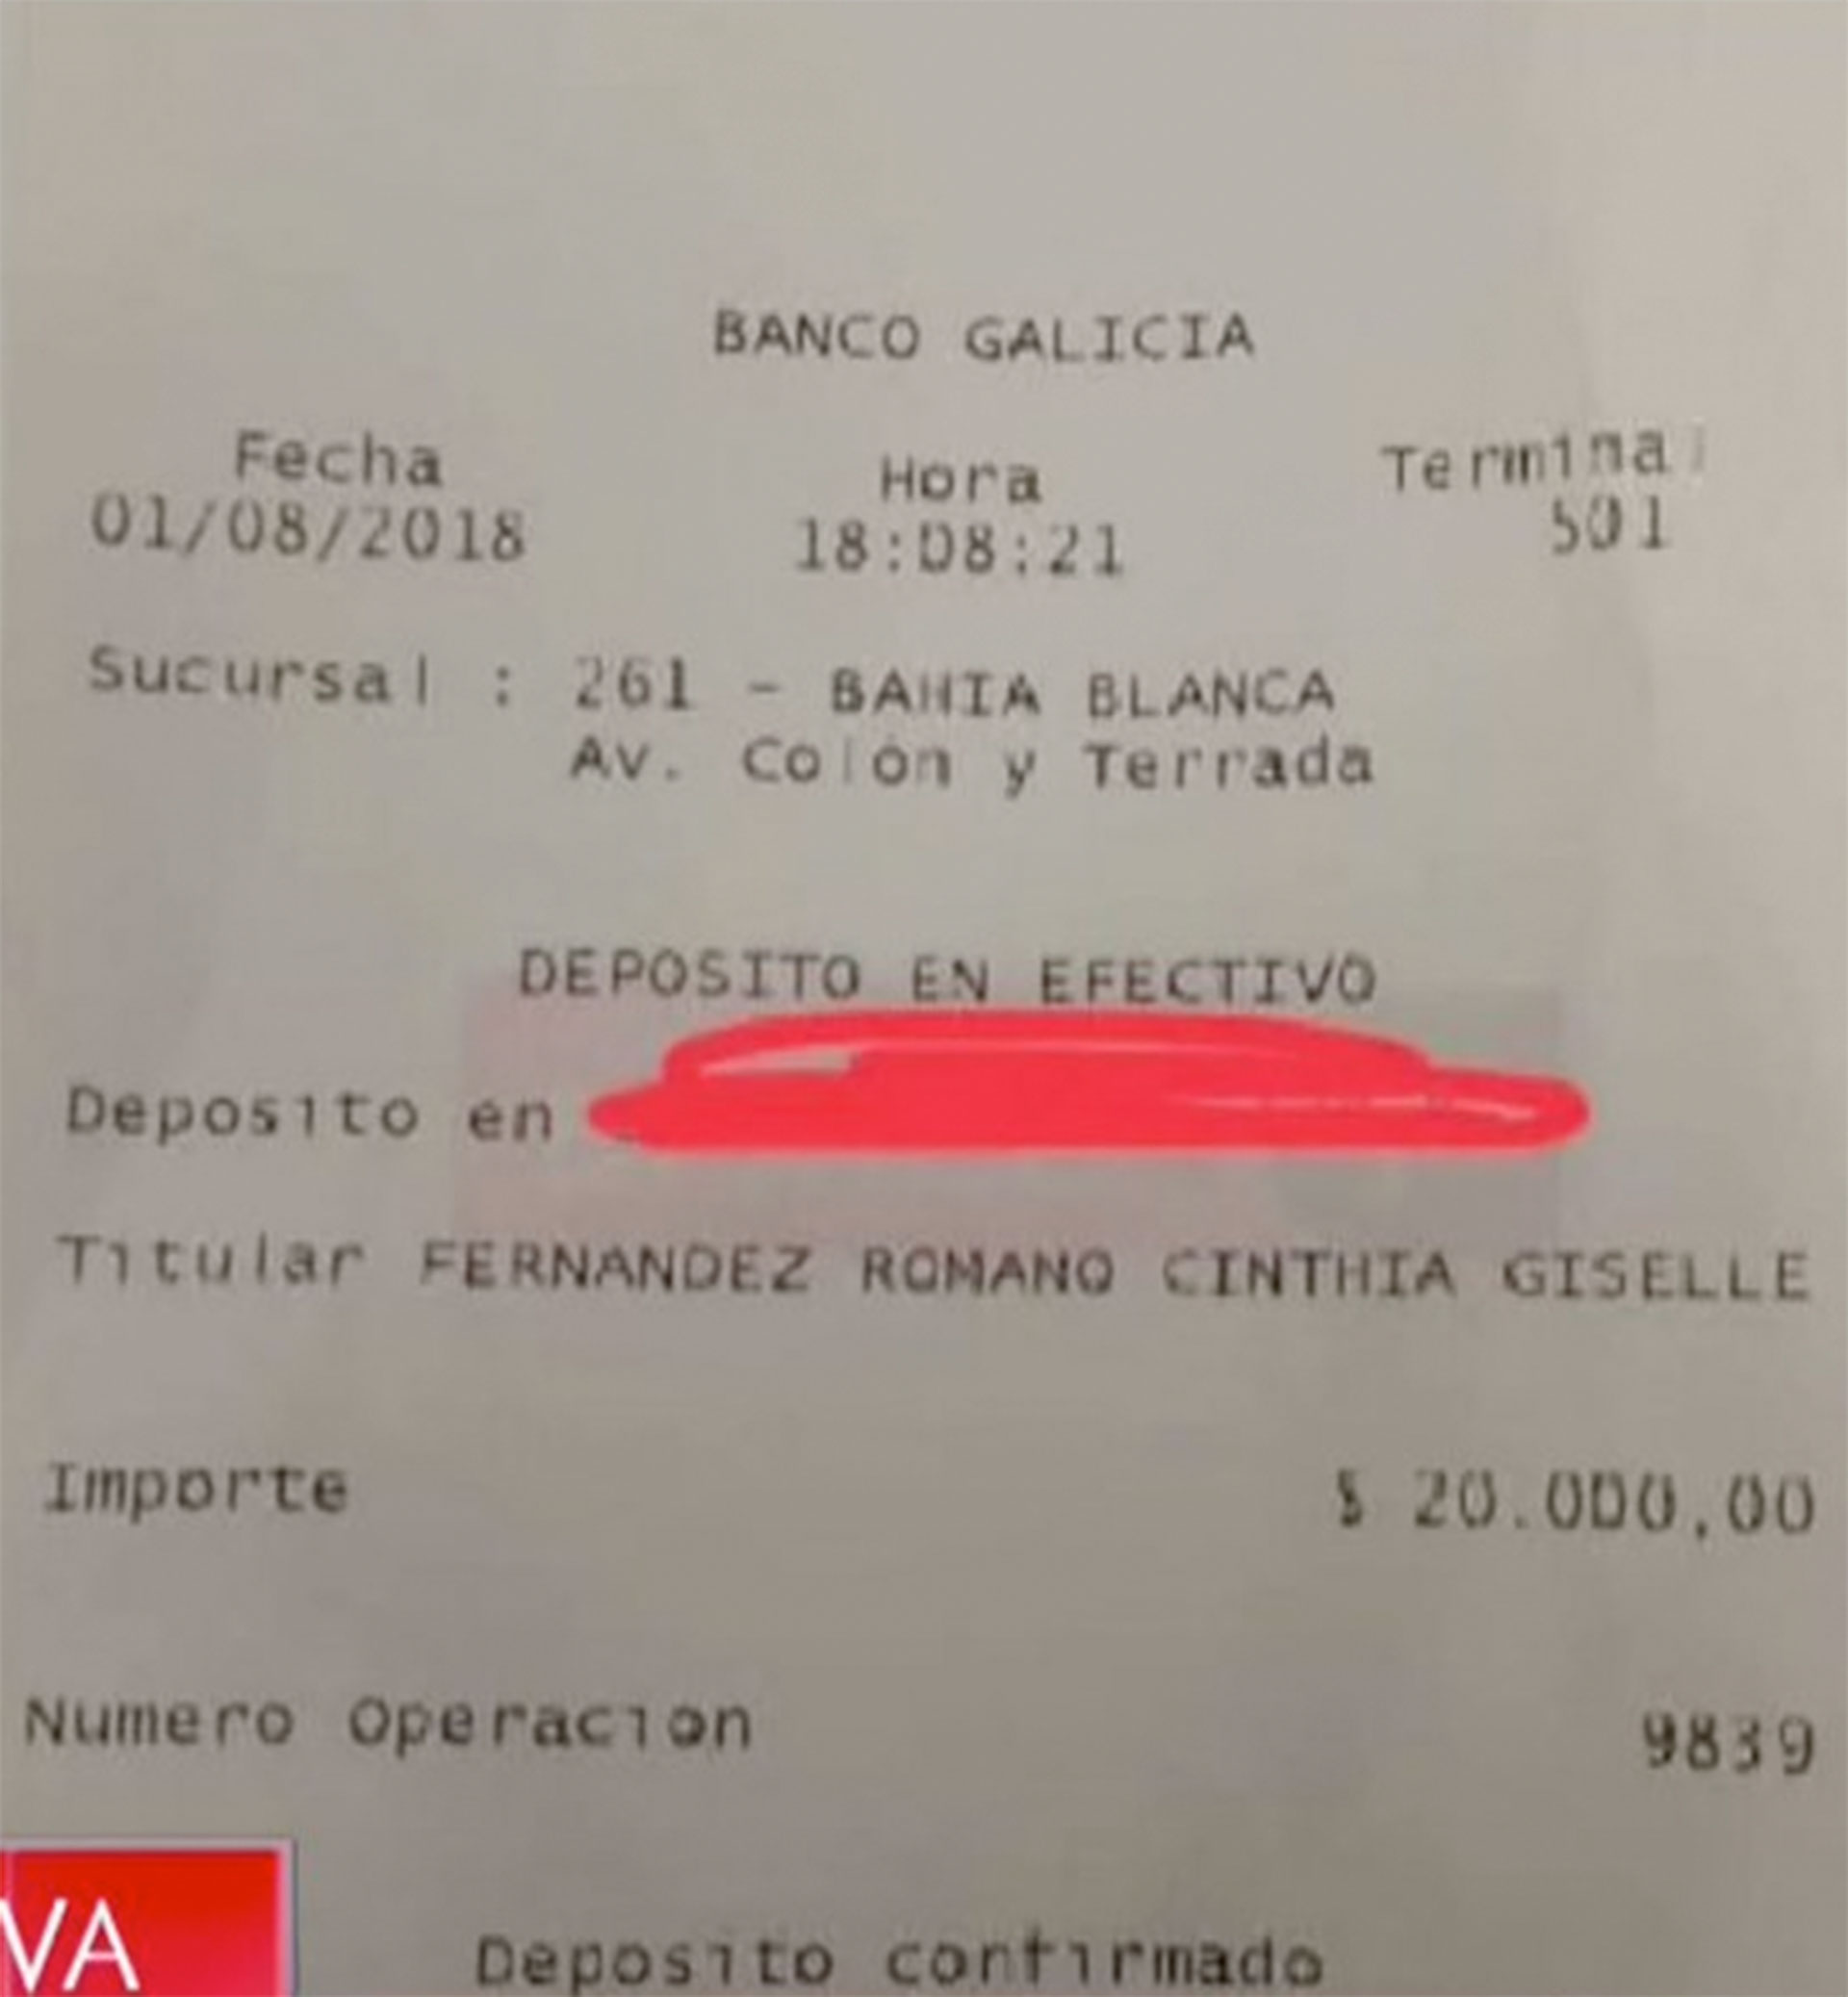 BANCO GALICIA
Fecha Hora Terminal
01/08/2018 18:08:21 501
Sucursal : 261 - BAHIA BLANCA
Av. Colón y Terrada
DEPOSITO EN EFECTIVO
Deposito en
Titular FERNANDEZ ROMANO CINTHIA GISELLE
Importe $ 20.000,00
Numero Operacion 9839
VA
Deposito confirmado